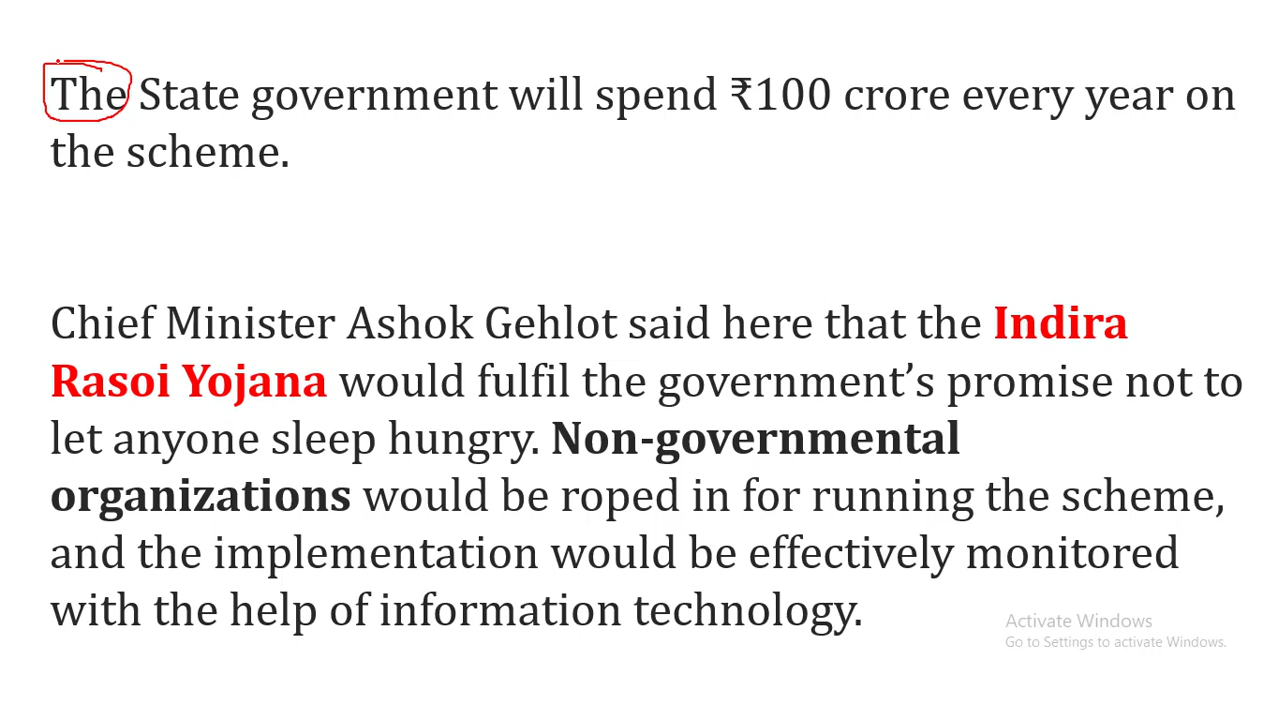 The State government will spend ₹100 crore every year on
the scheme.
Chief Minister Ashok Gehlot said here that the Indira
Rasoi Yojana would fulfil the government’s promise not to
let anyone sleep hungry. Non-governmental
organizations would be roped in for running the scheme,
and the implementation would be effectively monitored
with the help of information technology.
Activate Windows
Go to Settings to activate Windows.